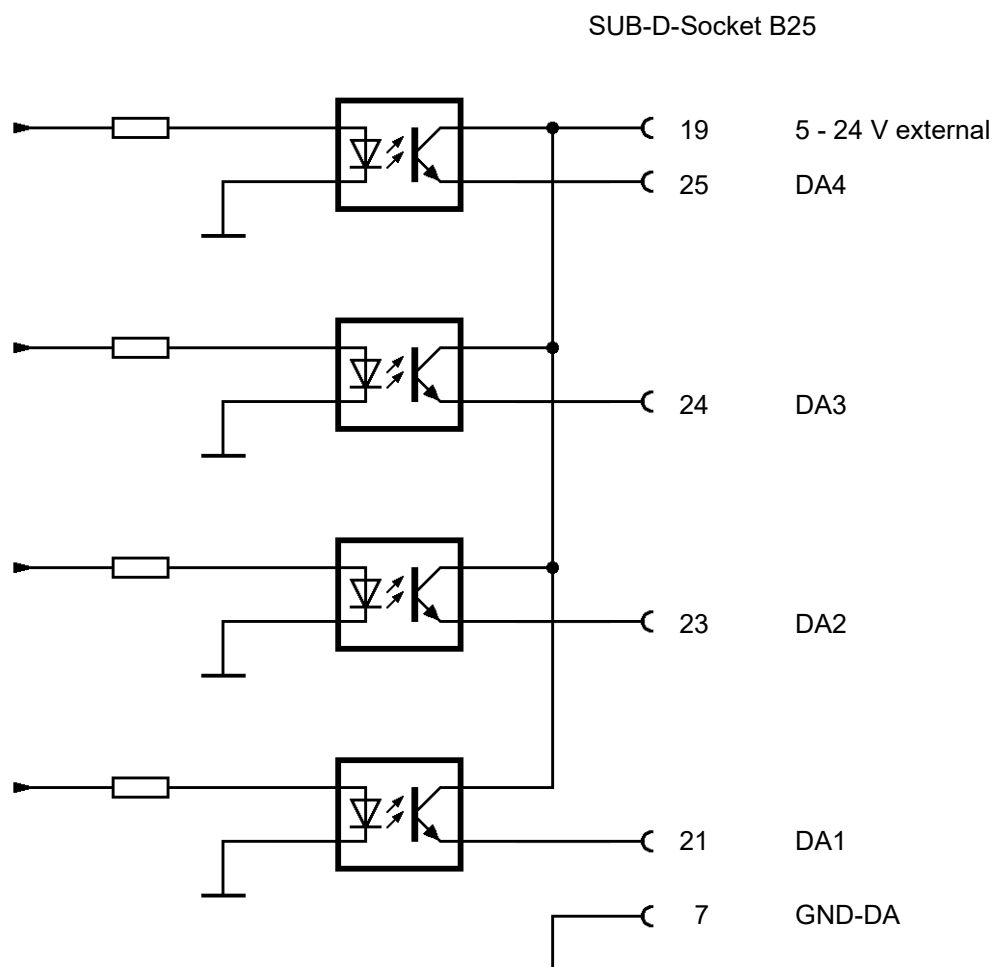 SUB-D-Socket B25
19 5 - 24 V external
25 DA4
24 DA3
23 DA2
21 DA1
7 GND-DA